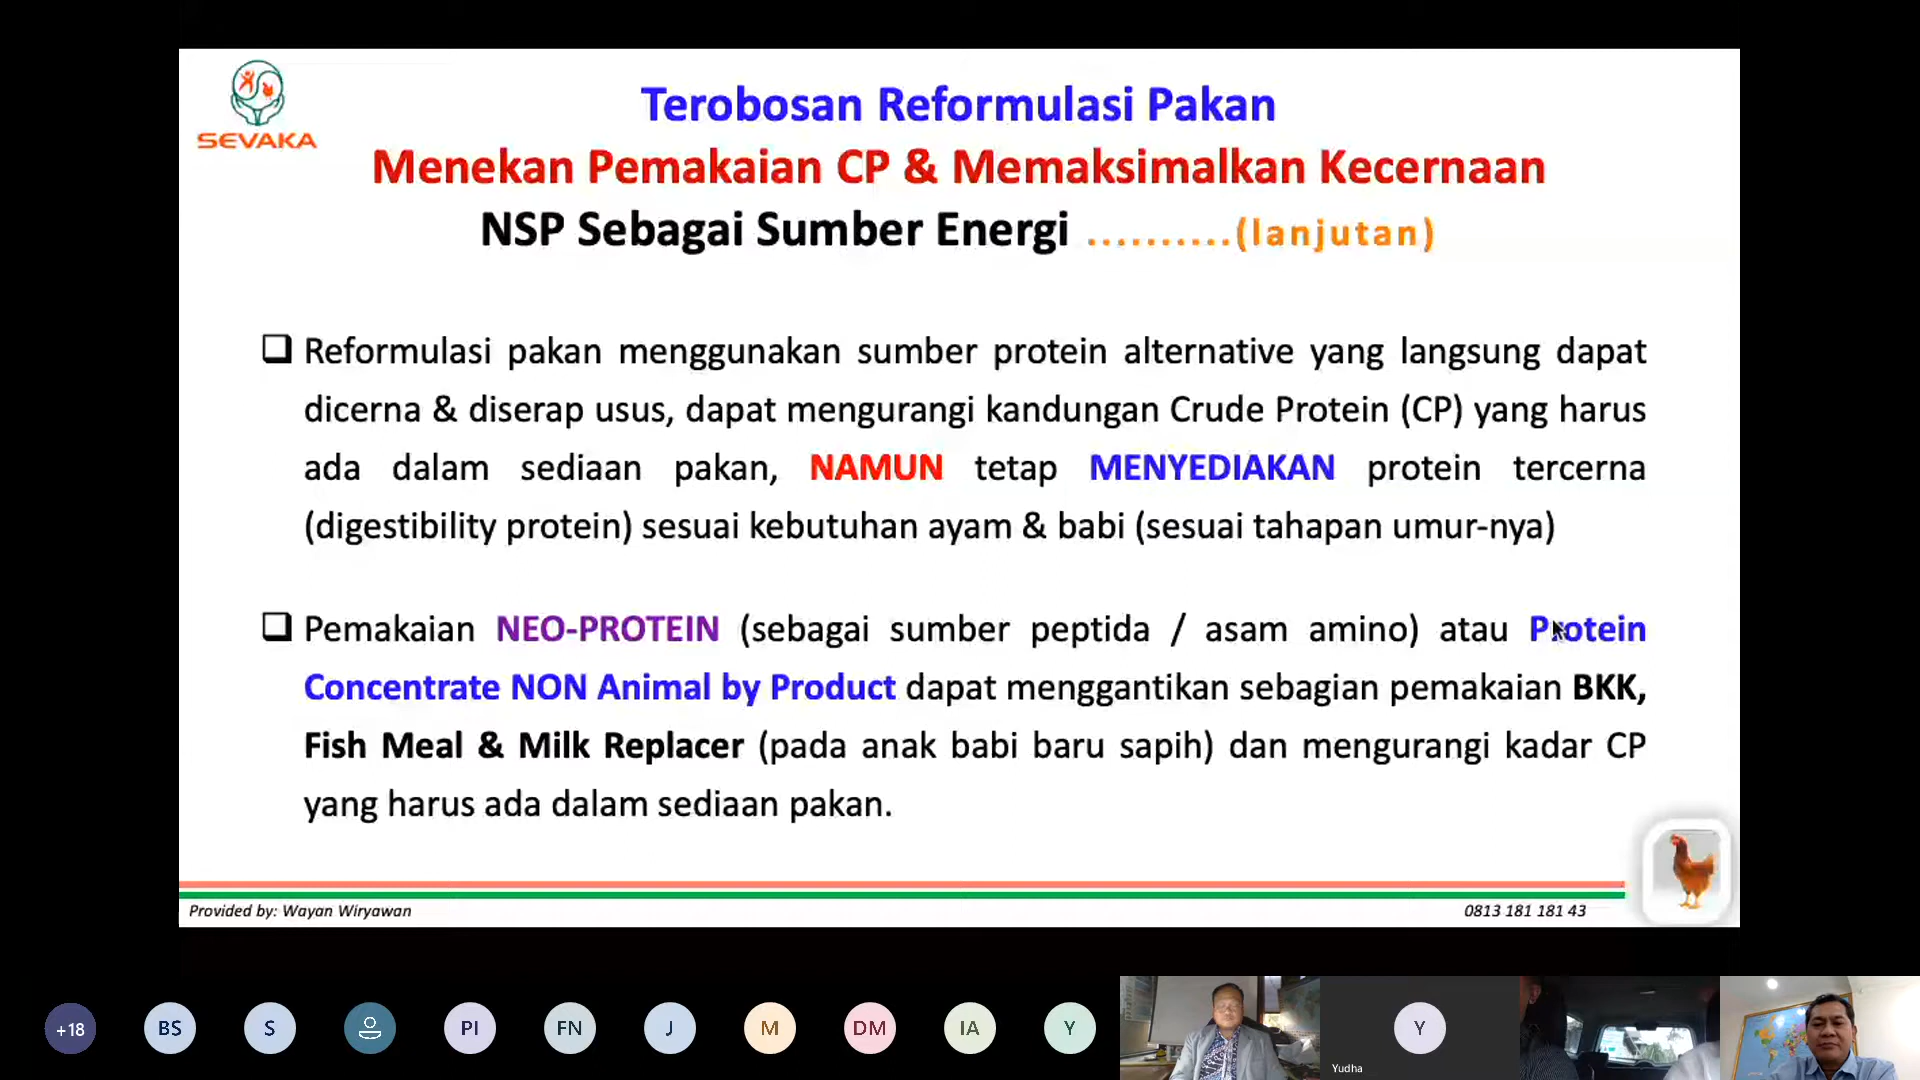 SEVAKA
Terobosan Reformulasi Pakan
Menekan Pemakaian CP & Memaksimalkan Kecernaan
NSP Sebagai Sumber Energi ..........(lanjutan)
Reformulasi pakan menggunakan sumber protein alternative yang langsung dapat
dicerna & diserap usus, dapat mengurangi kandungan Crude Protein (CP) yang harus
ada dalam sediaan pakan, NAMUN tetap MENYEDIAKAN protein tercerna
(digestibility protein) sesuai kebutuhan ayam & babi (sesuai tahapan umur-nya)
Pemakaian NEO-PROTEIN (sebagai sumber peptida / asam amino) atau Protein
Concentrate NON Animal by Product dapat menggantikan sebagian pemakaian BKK,
Fish Meal & Milk Replacer (pada anak babi baru sapih) dan mengurangi kadar CP
yang harus ada dalam sediaan pakan.
Provided by: Wayan Wiryawan
0813 181 181 43
+18
BS
S
PI
FN
J
M
DM
IA
Y
Y
Yudha